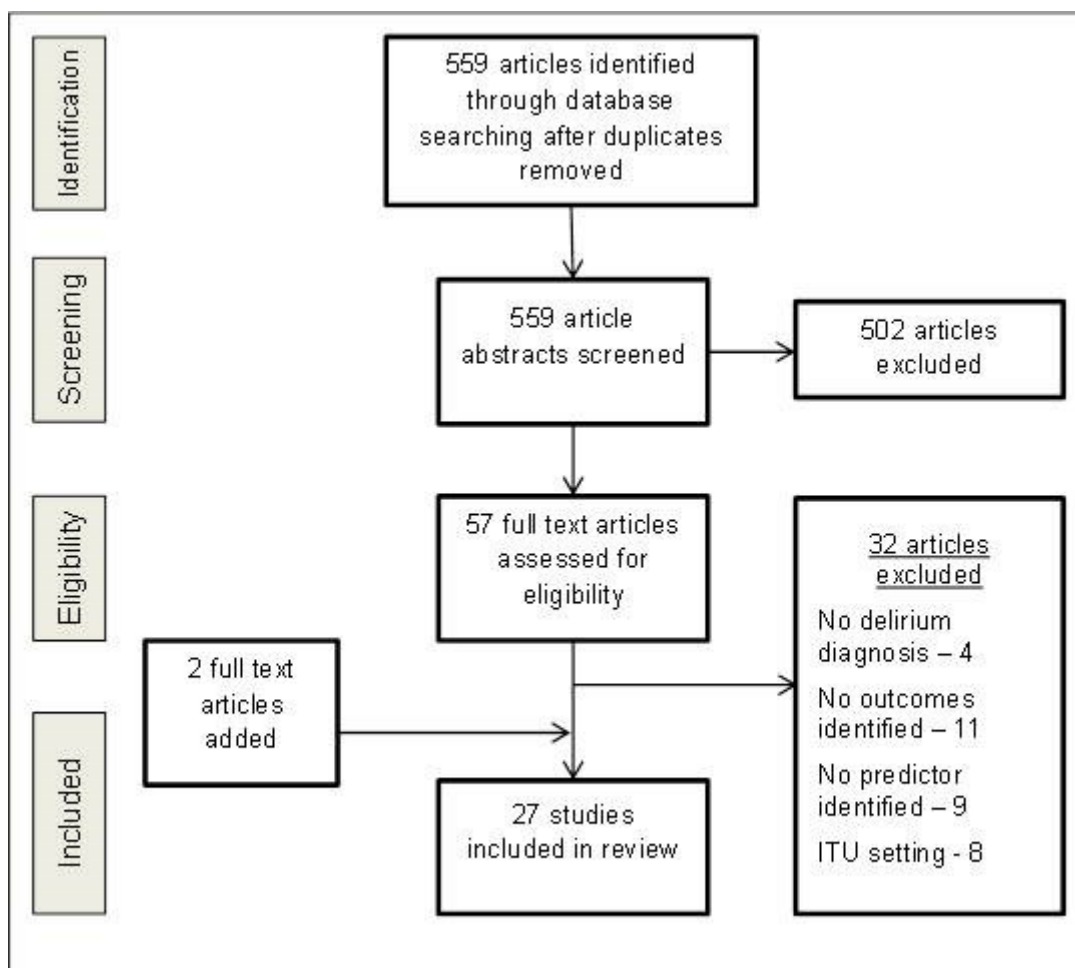 Identification
559 articles identified
through database
searching after duplicates
removed
Screening
559 article
abstracts screened
502 articles
excluded
Eligibility
57 full text articles
assessed for
eligibility
32 articles
excluded
No delirium
diagnosis – 4
No outcomes
identified – 11
No predictor
identified – 9
ITU setting - 8
2 full text
articles
added
Included
27 studies
included in review